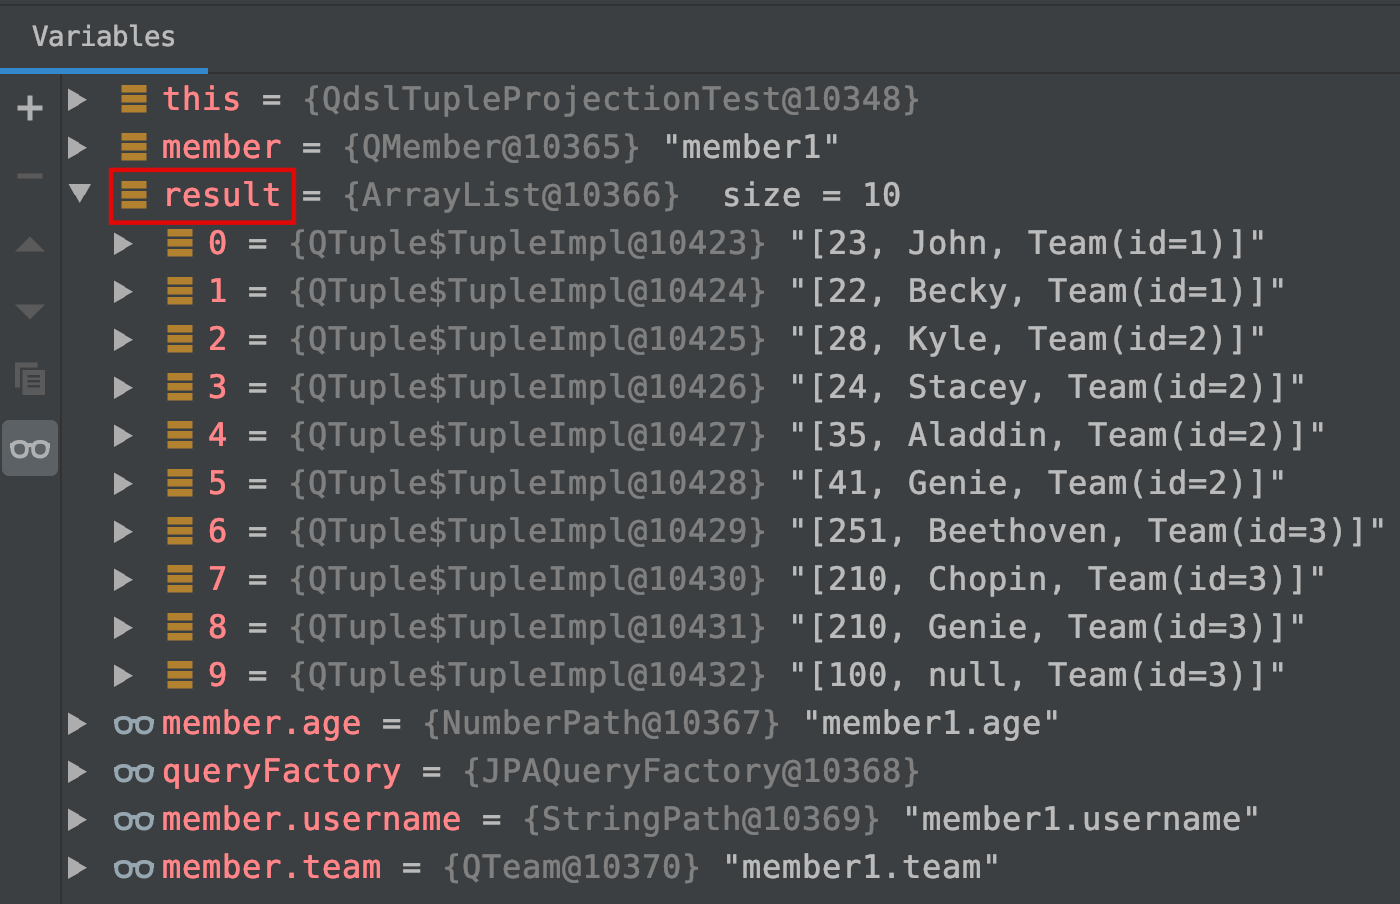 Variables
this = {QdslTupleProjectionTest@10348}
member = {QMember@10365} "member1"
result = {ArrayList@10366} size = 10
0 = {QTuple$TupleImpl@10423} "[23, John, Team(id=1)]"
1 = {QTuple$TupleImpl@10424} "[22, Becky, Team(id=1)]"
2 = {QTuple$TupleImpl@10425} "[28, Kyle, Team(id=2)]"
3 = {QTuple$TupleImpl@10426} "[24, Stacey, Team(id=2)]"
4 = {QTuple$TupleImpl@10427} "[35, Aladdin, Team(id=2)]"
5 = {QTuple$TupleImpl@10428} "[41, Genie, Team(id=2)]"
6 = {QTuple$TupleImpl@10429} "[251, Beethoven, Team(id=3)]"
7 = {QTuple$TupleImpl@10430} "[210, Chopin, Team(id=3)]"
8 = {QTuple$TupleImpl@10431} "[210, Genie, Team(id=3)]"
9 = {QTuple$TupleImpl@10432} "[100, null, Team(id=3)]"
member.age = {NumberPath@10367} "member1.age"
queryFactory = {JPAQueryFactory@10368}
member.username = {StringPath@10369} "member1.username"
member.team = {QTeam@10370} "member1.team"